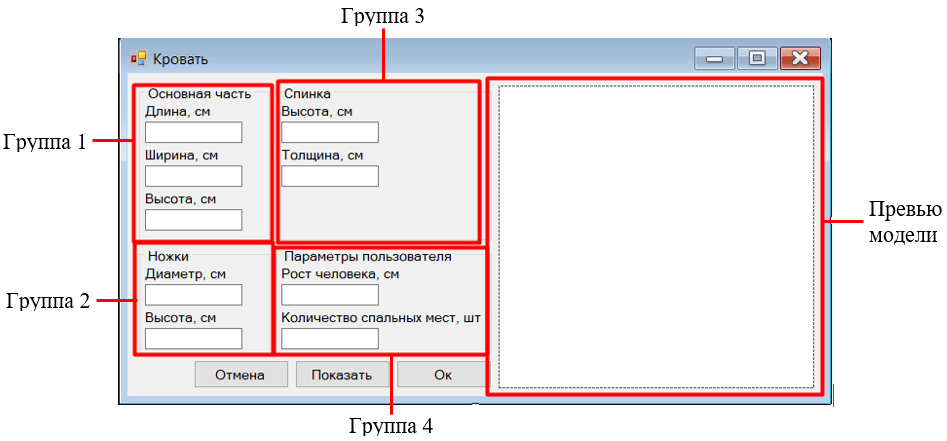 Группа 3
Кровать
Основная часть
Длина, см
Ширина, см
Высота, см
Спинка
Высота, см
Толщина, см
Группа 1
Превью
модели
Ножки
Диаметр, см
Высота, см
Параметры пользователя
Рост человека, см
Количество спальных мест, шт
Группа 2
Отмена
Показать
Ок
Группа 4